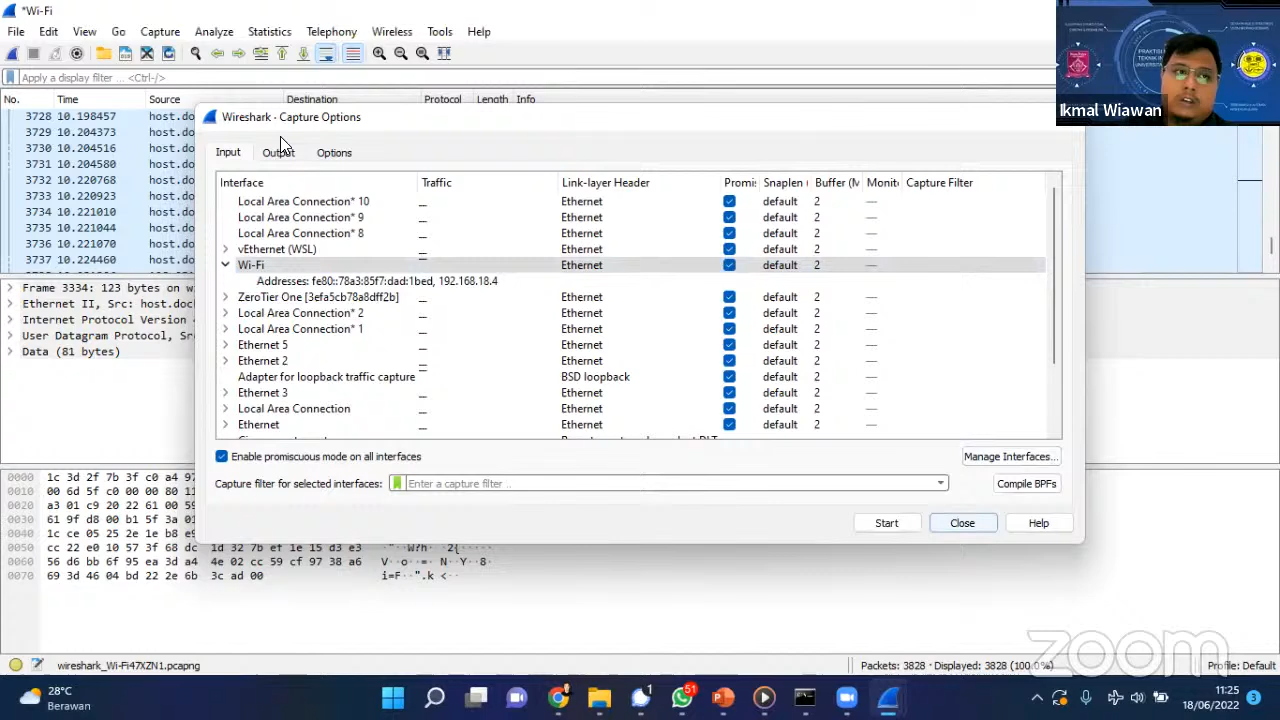 *Wi-Fi
File Edit View Go Capture Analyze Statistics Telephony Tools Help
Apply a display filter ... <Ctrl-/>
No. Time Source Destination Protocol Length Info
3728 10.198457 host.do
3729 10.204373 host.do
3730 10.204516 host.do
3731 10.204580 host.do
3732 10.220768 host.do
3733 10.220941 host.do
3734 10.221010 host.do
3735 10.221044 host.do
3736 10.221070 host.do
3737 10.224460 host.do
Frame 3334: 123 bytes on w
Ethernet II, Src: host.dock
Internet Protocol Version 4
User Datagram Protocol, Src
Data (81 bytes)
Wireshark · Capture Options
Input Output Options
Interface Traffic Link-layer Header Promis Snaplen ( Buffer (M Monito Capture Filter
Local Area Connection* 10 Ethernet default 2 —
Local Area Connection* 9 Ethernet default 2 —
Local Area Connection* 8 Ethernet default 2 —
vEthernet (WSL) Ethernet default 2 —
Wi-Fi Ethernet default 2 —
Addresses: fe80::78a3:85f7:dad:1bed, 192.168.18.4
ZeroTier One [3efa5cb78a8dff2b] Ethernet default 2 —
Local Area Connection* 2 Ethernet default 2 —
Local Area Connection* 1 Ethernet default 2 —
Ethernet 5 Ethernet default 2 —
Ethernet 2 Ethernet default 2 —
Adapter for loopback traffic capture BSD loopback default 2 —
Ethernet 3 Ethernet default 2 —
Local Area Connection Ethernet default 2 —
Ethernet Ethernet default 2 —
Enable promiscuous mode on all interfaces
Manage Interfaces...
Capture filter for selected interfaces: Enter a capture filter ...
Compile BPFs
Start Close Help
0000 1c 3d 2f 7b 3f c0 a4 97
0010 00 6d 5f c0 00 00 80 11
0020 a3 01 c9 20 22 61 00 59
0030 61 9f d8 00 b1 5f 3a 01
0040 1c ce 05 25 2e 1e b8 e9
0050 cc 22 e0 10 57 3f 68 dc 1d 32 7b ef 1e 15 d3 e3 ·"··W?h· ·2{·····
0060 56 d6 bb 6f 95 ea 3d a4 4e 02 cc 59 cf 97 38 a6 V··o··=· N··Y··8·
0070 69 3d 46 04 bd 22 2e 6b 3c ad 00 i=F··".k <··
wireshark_Wi-Fi47XZN1.pcapng
Packets: 3828 · Displayed: 3828 (100.0%)
Profile: Default
Ikmal Wiawan
zoom
28°C
Berawan
51
1
11:25
18/06/2022
3